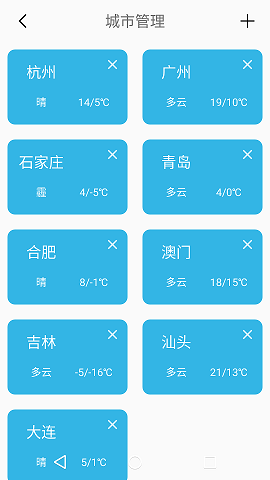 城市管理
杭州
晴 14/5℃
广州
多云 19/10℃
石家庄
霾 4/-5℃
青岛
多云 4/0℃
合肥
晴 8/-1℃
澳门
多云 18/15℃
吉林
多云 -5/-16℃
汕头
多云 21/13℃
大连
晴 5/1℃